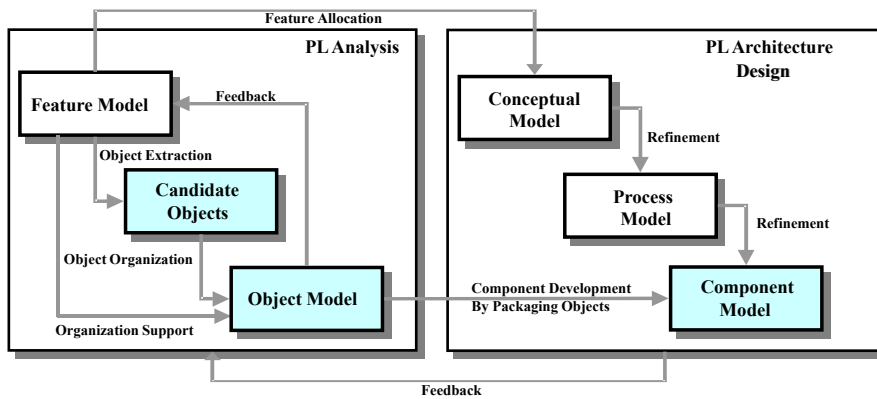 Feature Allocation
PL Analysis
PL Architecture
Design
Feature Model
Feedback
Conceptual
Model
Refinement
Object Extraction
Candidate
Objects
Process
Model
Refinement
Object Organization
Object Model
Component Development
By Packaging Objects
Component
Model
Organization Support
Feedback